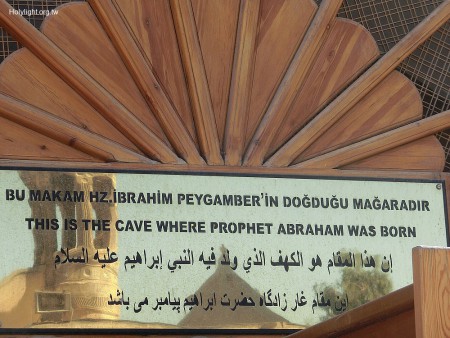 Holylight.org.tw
BU MAKAM HZ.İBRAHİM PEYGAMBER'İN DOĞDUĞU MAĞARADIR
THIS IS THE CAVE WHERE PROPHET ABRAHAM WAS BORN
إن هذا المقام هو الكهف الذي ولد فيه النبي إبراهيم عليه السلام
این مقام غار زادگاه حضرت ابراهیم پیامبر می باشد